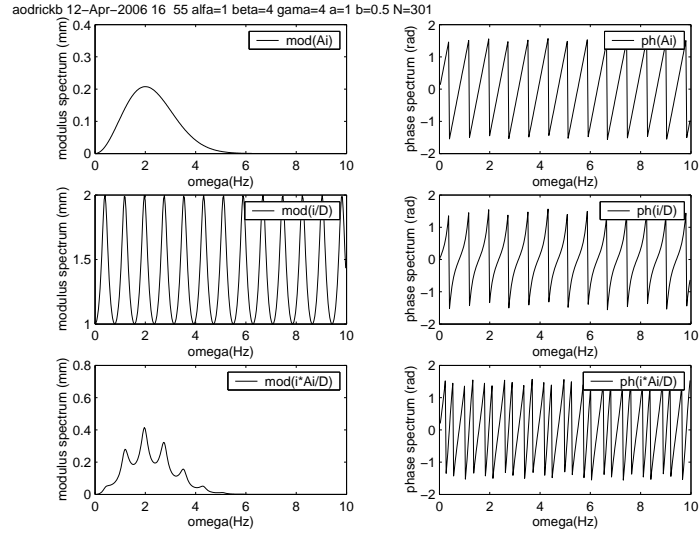 aodrickb 12-Apr-2006 16  55 alfa=1 beta=4 gama=4 a=1 b=0.5 N=301
modulus spectrum (mm)
0.4
0.3
0.2
0.1
0
mod(Ai)
0 2 4 6 8 10
omega(Hz)
phase spectrum (rad)
2
1
0
−1
−2
ph(Ai)
0 2 4 6 8 10
omega(Hz)
modulus spectrum (mm)
2
1.5
1
mod(i/D)
0 2 4 6 8 10
omega(Hz)
phase spectrum (rad)
2
1
0
−1
−2
ph(i/D)
0 2 4 6 8 10
omega(Hz)
modulus spectrum (mm)
0.8
0.6
0.4
0.2
0
mod(i*Ai/D)
0 2 4 6 8 10
omega(Hz)
phase spectrum (rad)
2
1
0
−1
−2
ph(i*Ai/D)
0 2 4 6 8 10
omega(Hz)